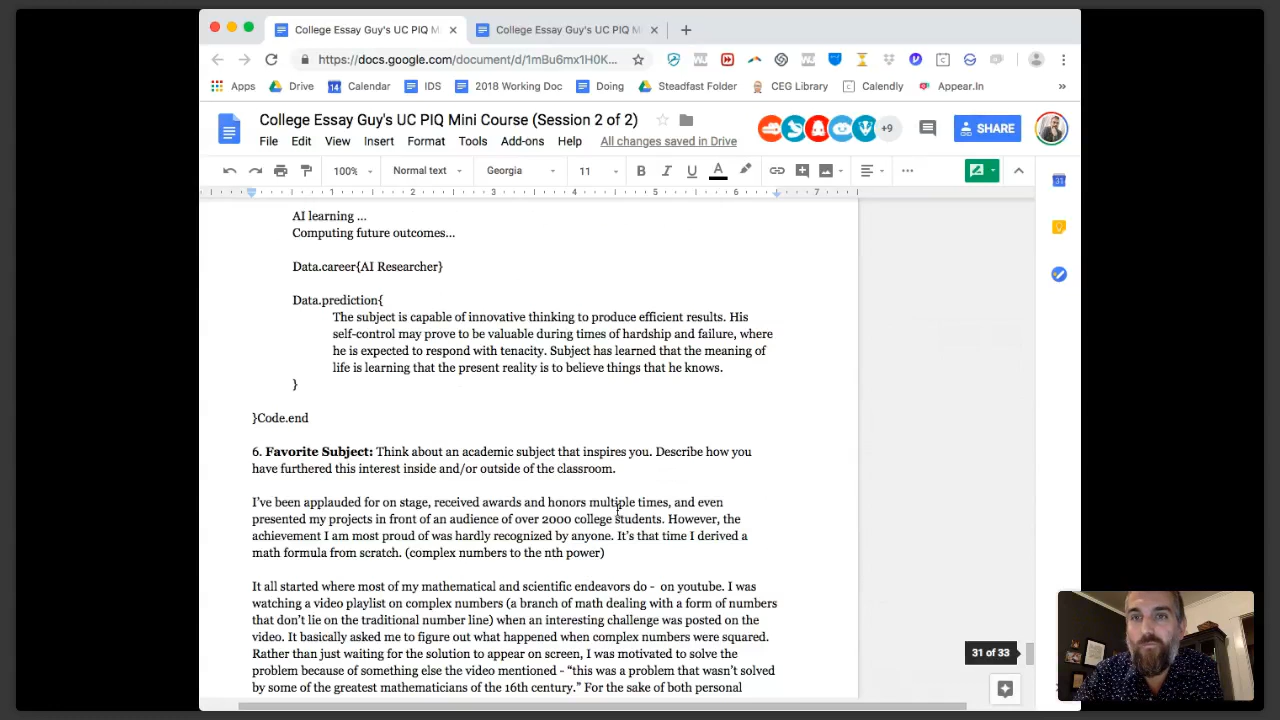 College Essay Guy's UC PIQ M
College Essay Guy's UC PIQ M
https://docs.google.com/document/d/1mBu6mx1H0K...
Apps Drive 14 Calendar IDS 2018 Working Doc Doing Steadfast Folder CEG Library Calendly Appear.In »
College Essay Guy's UC PIQ Mini Course (Session 2 of 2)
+9
SHARE
File Edit View Insert Format Tools Add-ons Help All changes saved in Drive
100% Normal text Georgia 11 B I U A
1 2 3 4 5 6 7
31
AI learning ...
Computing future outcomes...
Data.career{AI Researcher}
Data.prediction{
The subject is capable of innovative thinking to produce efficient results. His
self-control may prove to be valuable during times of hardship and failure, where
he is expected to respond with tenacity. Subject has learned that the meaning of
life is learning that the present reality is to believe things that he knows.
}
}Code.end
6. Favorite Subject: Think about an academic subject that inspires you. Describe how you
have furthered this interest inside and/or outside of the classroom.
I've been applauded for on stage, received awards and honors multiple times, and even
presented my projects in front of an audience of over 2000 college students. However, the
achievement I am most proud of was hardly recognized by anyone. It's that time I derived a
math formula from scratch. (complex numbers to the nth power)
It all started where most of my mathematical and scientific endeavors do - on youtube. I was
watching a video playlist on complex numbers (a branch of math dealing with a form of numbers
that don't lie on the traditional number line) when an interesting challenge was posted on the
video. It basically asked me to figure out what happened when complex numbers were squared.
Rather than just waiting for the solution to appear on screen, I was motivated to solve the
problem because of something else the video mentioned - "this was a problem that wasn't solved
by some of the greatest mathematicians of the 16th century." For the sake of both personal
31 of 33